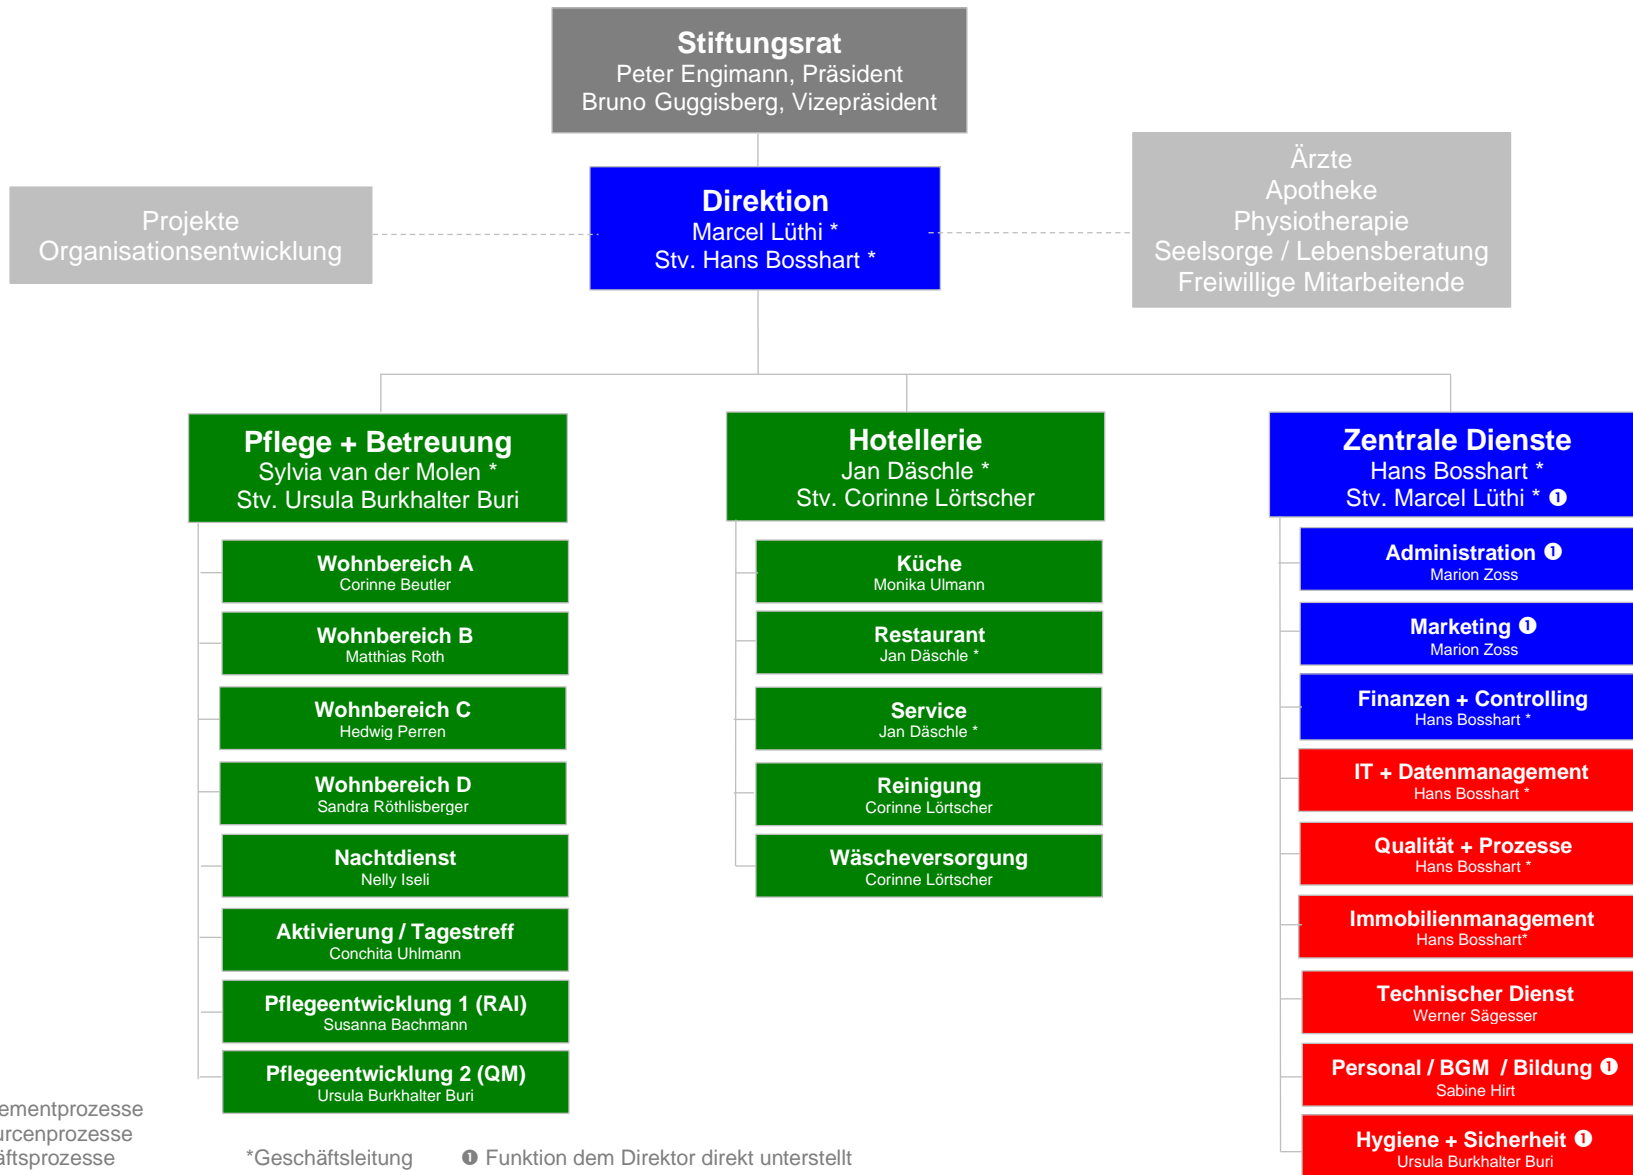 Stiftungsrat
Peter Engimann, Präsident
Bruno Guggisberg, Vizepräsident
Direktion
Marcel Lüthi *
Stv. Hans Bosshart *
Projekte
Organisationsentwicklung
Ärzte
Apotheke
Physiotherapie
Seelsorge / Lebensberatung
Freiwillige Mitarbeitende
Pflege + Betreuung
Sylvia van der Molen *
Stv. Ursula Burkhalter Buri
Wohnbereich A
Corinne Beutler
Wohnbereich B
Matthias Roth
Wohnbereich C
Hedwig Perren
Wohnbereich D
Sandra Röthlisberger
Nachtdienst
Nelly Iseli
Aktivierung / Tagestreff
Conchita Uhlmann
Pflegeentwicklung 1 (RAI)
Susanna Bachmann
Pflegeentwicklung 2 (QM)
Ursula Burkhalter Buri
Hotellerie
Jan Däschle *
Stv. Corinne Lörtscher
Küche
Monika Ulmann
Restaurant
Jan Däschle *
Service
Jan Däschle *
Reinigung
Corinne Lörtscher
Wäscheversorgung
Corinne Lörtscher
Zentrale Dienste
Hans Bosshart *
Stv. Marcel Lüthi * ❶
Administration ❶
Marion Zoss
Marketing ❶
Marion Zoss
Finanzen + Controlling
Hans Bosshart *
IT + Datenmanagement
Hans Bosshart *
Qualität + Prozesse
Hans Bosshart *
Immobilienmanagement
Hans Bosshart*
Technischer Dienst
Werner Sägesser
Personal / BGM / Bildung ❶
Sabine Hirt
Hygiene + Sicherheit ❶
Ursula Burkhalter Buri
ementprozesse
urcenprozesse
äftsprozesse
*Geschäftsleitung ❶ Funktion dem Direktor direkt unterstellt